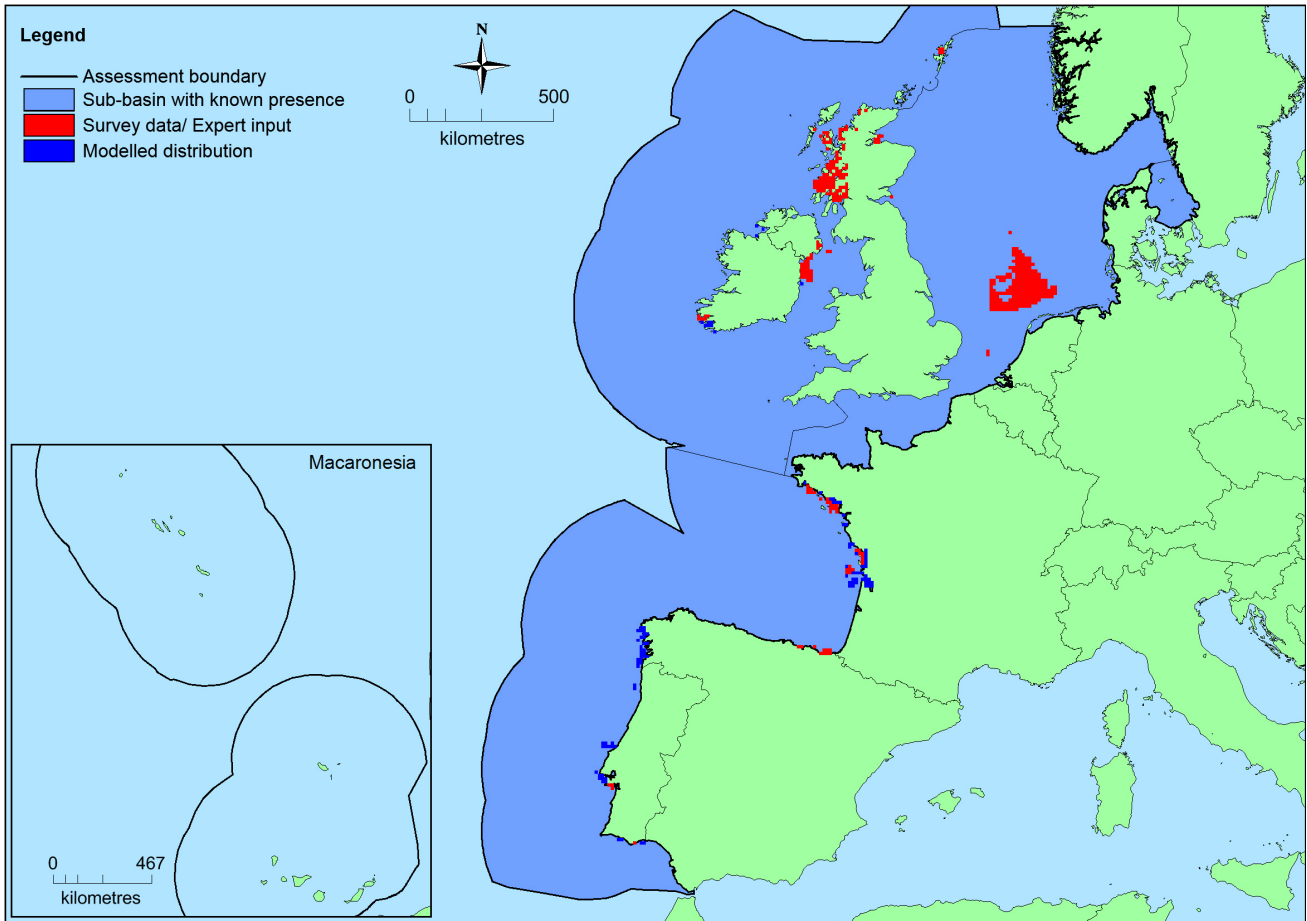 Legend
Assessment boundary
Sub-basin with known presence
Survey data/ Expert input
Modelled distribution
N
0 500
kilometres
Macaronesia
0 467
kilometres